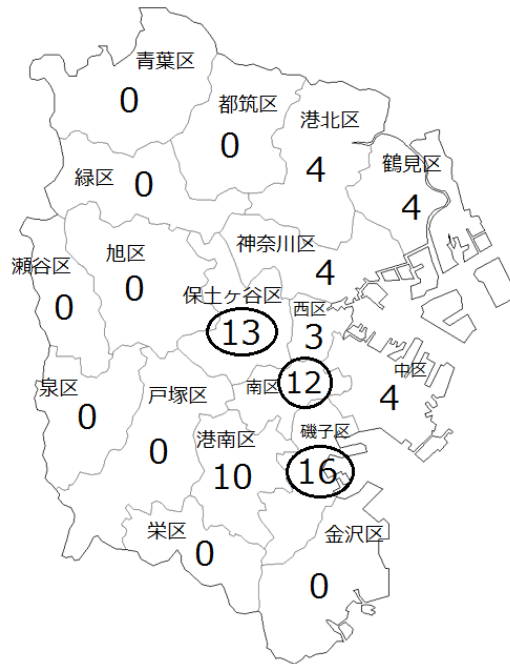 青葉区
0
都筑区
0
港北区
4
鶴見区
4
緑区
0
旭区
0
瀬谷区
0
神奈川区
4
保土ヶ谷区
13
西区
3
南区
12
中区
4
泉区
0
戸塚区
0
港南区
10
磯子区
16
栄区
0
金沢区
0